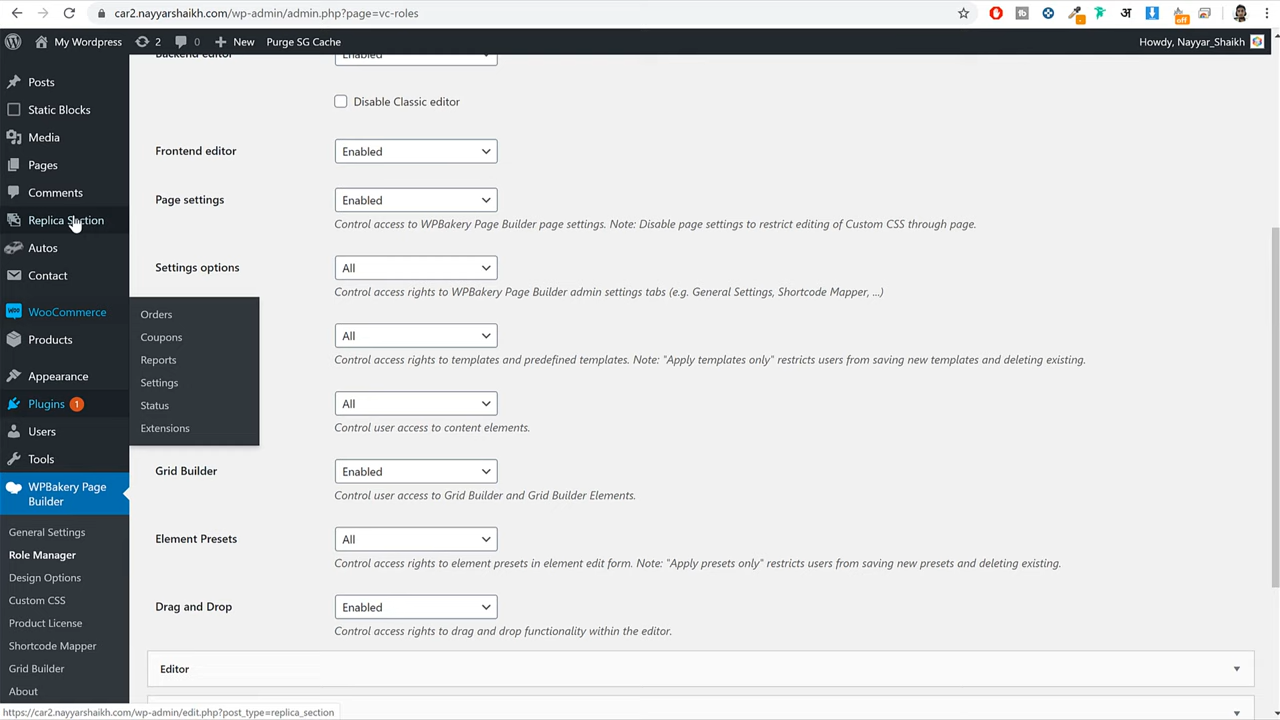 car2.nayyarshaikh.com/wp-admin/admin.php?page=vc-roles
अ
off
My Wordpress
2
0
New
Purge SG Cache
Howdy, Nayyar_Shaikh
Posts
Static Blocks
Media
Pages
Comments
Replica Section
Autos
Contact
WooCommerce
Products
Appearance
Plugins 1
Users
Tools
WPBakery Page
Builder
General Settings
Role Manager
Design Options
Custom CSS
Product License
Shortcode Mapper
Grid Builder
About
Orders
Coupons
Reports
Settings
Status
Extensions
Backend editor
Enabled
Disable Classic editor
Frontend editor
Enabled
Page settings
Enabled
Control access to WPBakery Page Builder page settings. Note: Disable page settings to restrict editing of Custom CSS through page.
Settings options
All
Control access rights to WPBakery Page Builder admin settings tabs (e.g. General Settings, Shortcode Mapper, ...)
All
Control access rights to templates and predefined templates. Note: "Apply templates only" restricts users from saving new templates and deleting existing.
All
Control user access to content elements.
Grid Builder
Enabled
Control user access to Grid Builder and Grid Builder Elements.
Element Presets
All
Control access rights to element presets in element edit form. Note: "Apply presets only" restricts users from saving new presets and deleting existing.
Drag and Drop
Enabled
Control access rights to drag and drop functionality within the editor.
Editor
https://car2.nayyarshaikh.com/wp-admin/edit.php?post_type=replica_section